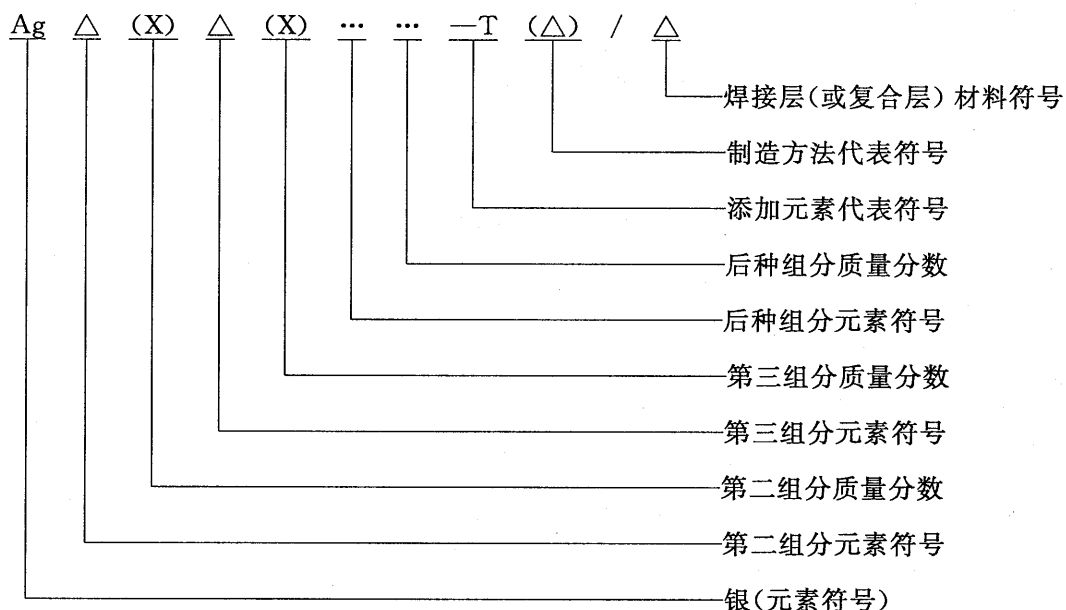 Ag △ (X) △ (X) … … —T (△) / △
焊接层(或复合层)材料符号
制造方法代表符号
添加元素代表符号
后种组分质量分数
后种组分元素符号
第三组分质量分数
第三组分元素符号
第二组分质量分数
第二组分元素符号
银(元素符号)